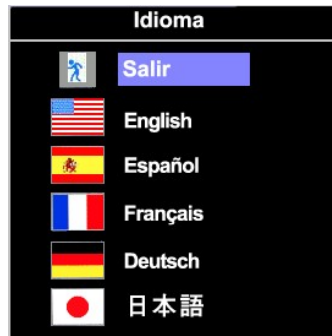 Idioma
Salir
English
Español
Français
Deutsch
日本語